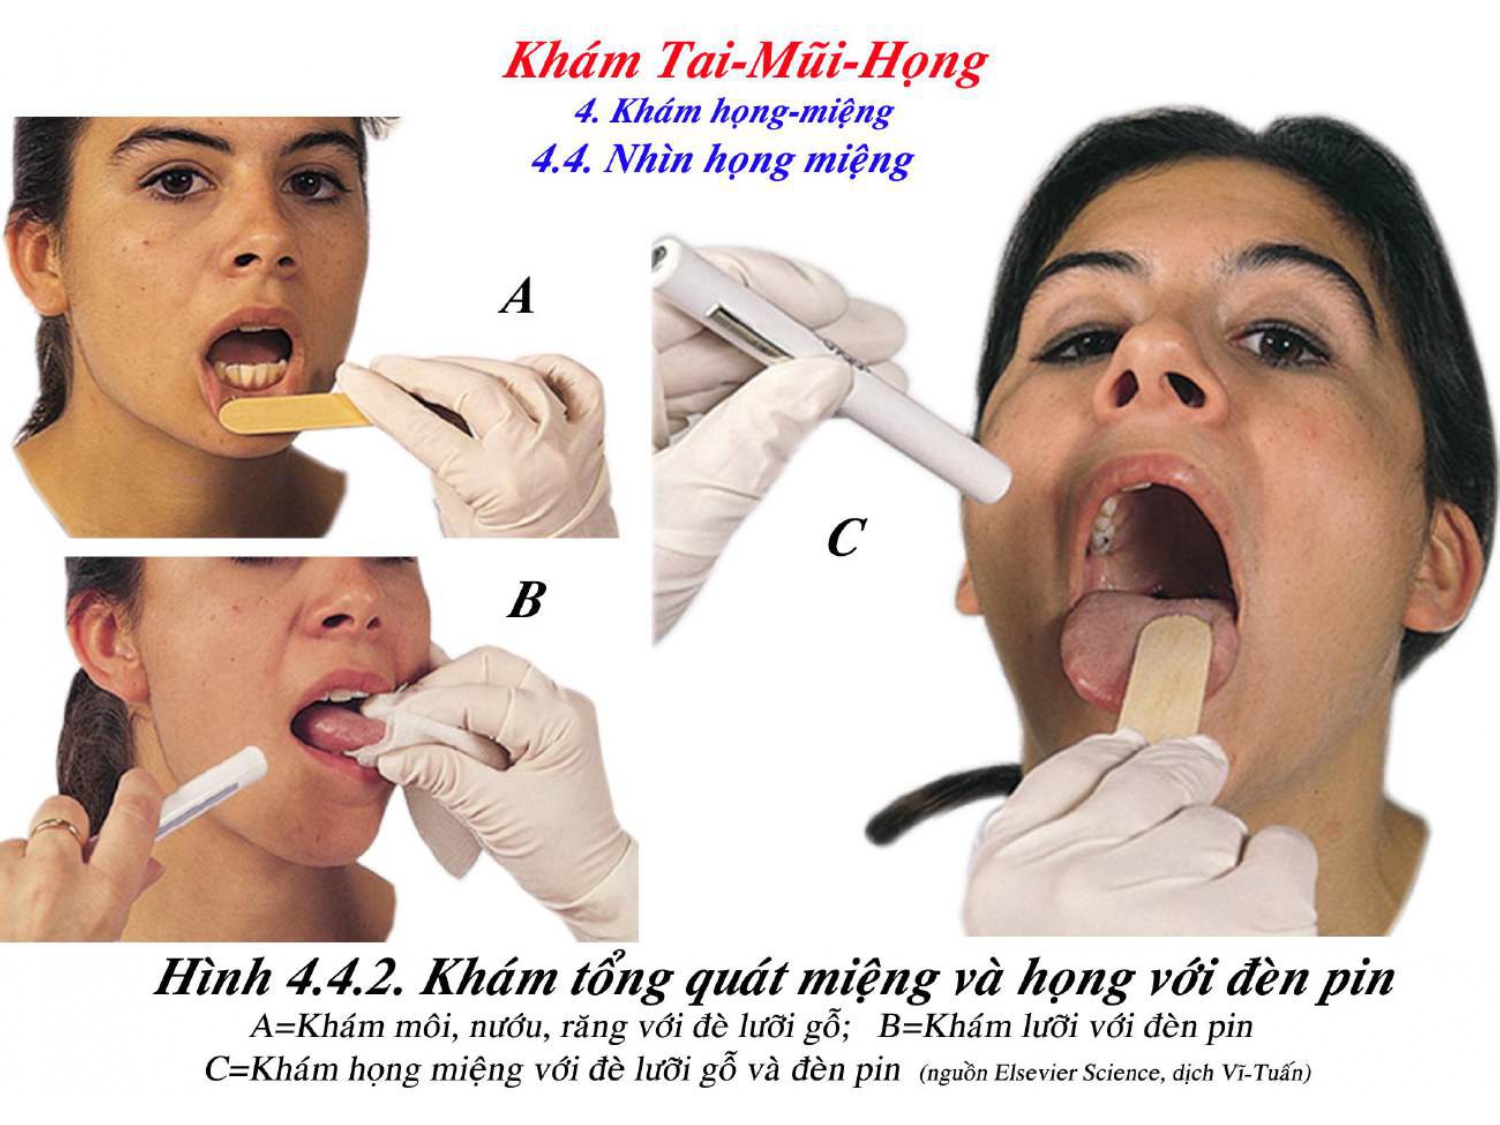 Khám Tai-Mũi-Họng
4. Khám họng-miệng
4.4. Nhìn họng miệng
A
B
C
Hình 4.4.2. Khám tổng quát miệng và họng với đèn pin
A=Khám môi, nướu, răng với đè lưỡi gỗ; B=Khám lưỡi với đèn pin
C=Khám họng miệng với đè lưỡi gỗ và đèn pin (nguồn Elsevier Science, dịch Vĩ-Tuấn)